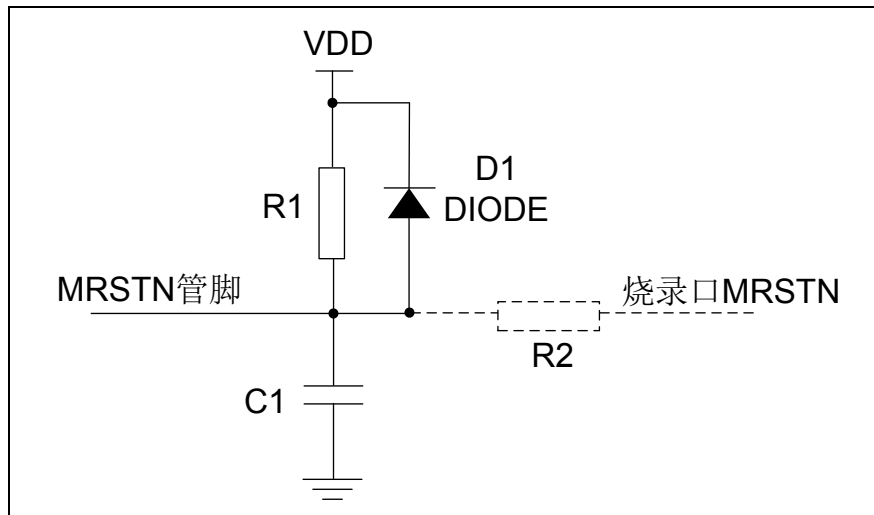 VDD
D1
DIODE
R1
MRSTN管脚
烧录口MRSTN
R2
C1